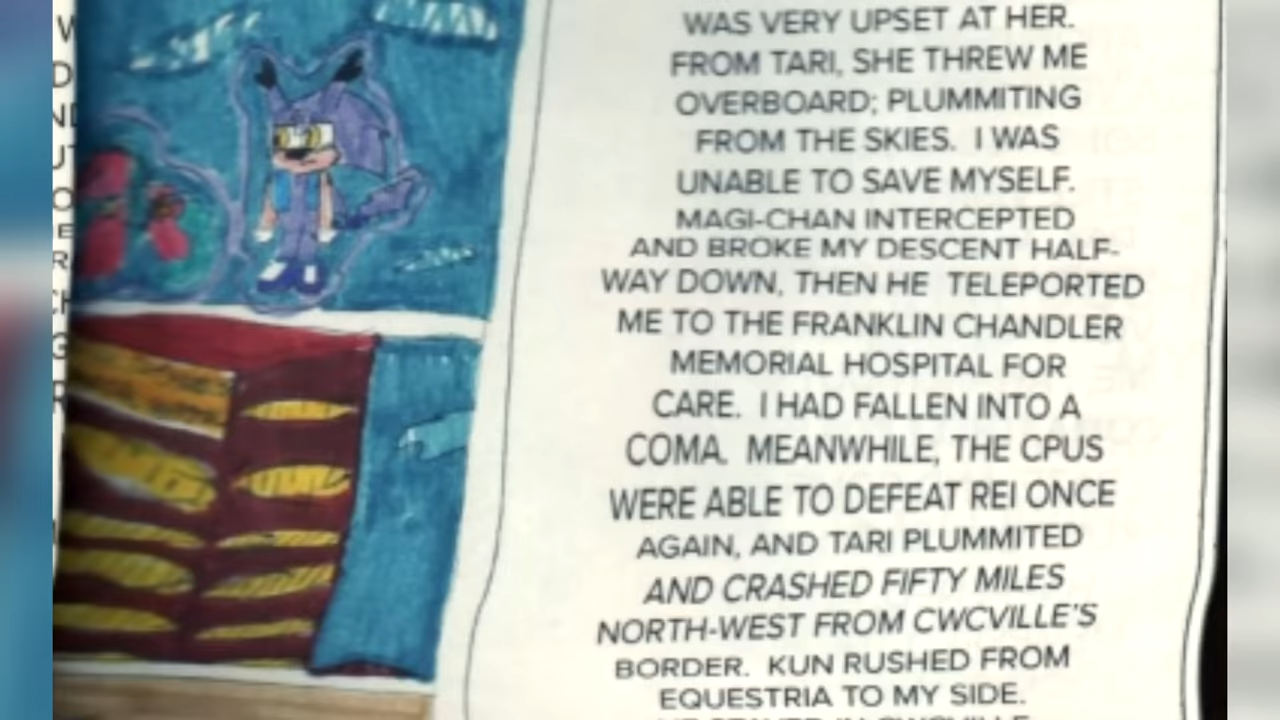 WAS VERY UPSET AT HER.
FROM TARI, SHE THREW ME
OVERBOARD; PLUMMITING
FROM THE SKIES. I WAS
UNABLE TO SAVE MYSELF.
MAGI-CHAN INTERCEPTED
AND BROKE MY DESCENT HALF-
WAY DOWN, THEN HE TELEPORTED
ME TO THE FRANKLIN CHANDLER
MEMORIAL HOSPITAL FOR
CARE. I HAD FALLEN INTO A
COMA. MEANWHILE, THE CPUS
WERE ABLE TO DEFEAT REI ONCE
AGAIN, AND TARI PLUMMITED
AND CRASHED FIFTY MILES
NORTH-WEST FROM CWCVILLE'S
BORDER. KUN RUSHED FROM
EQUESTRIA TO MY SIDE.